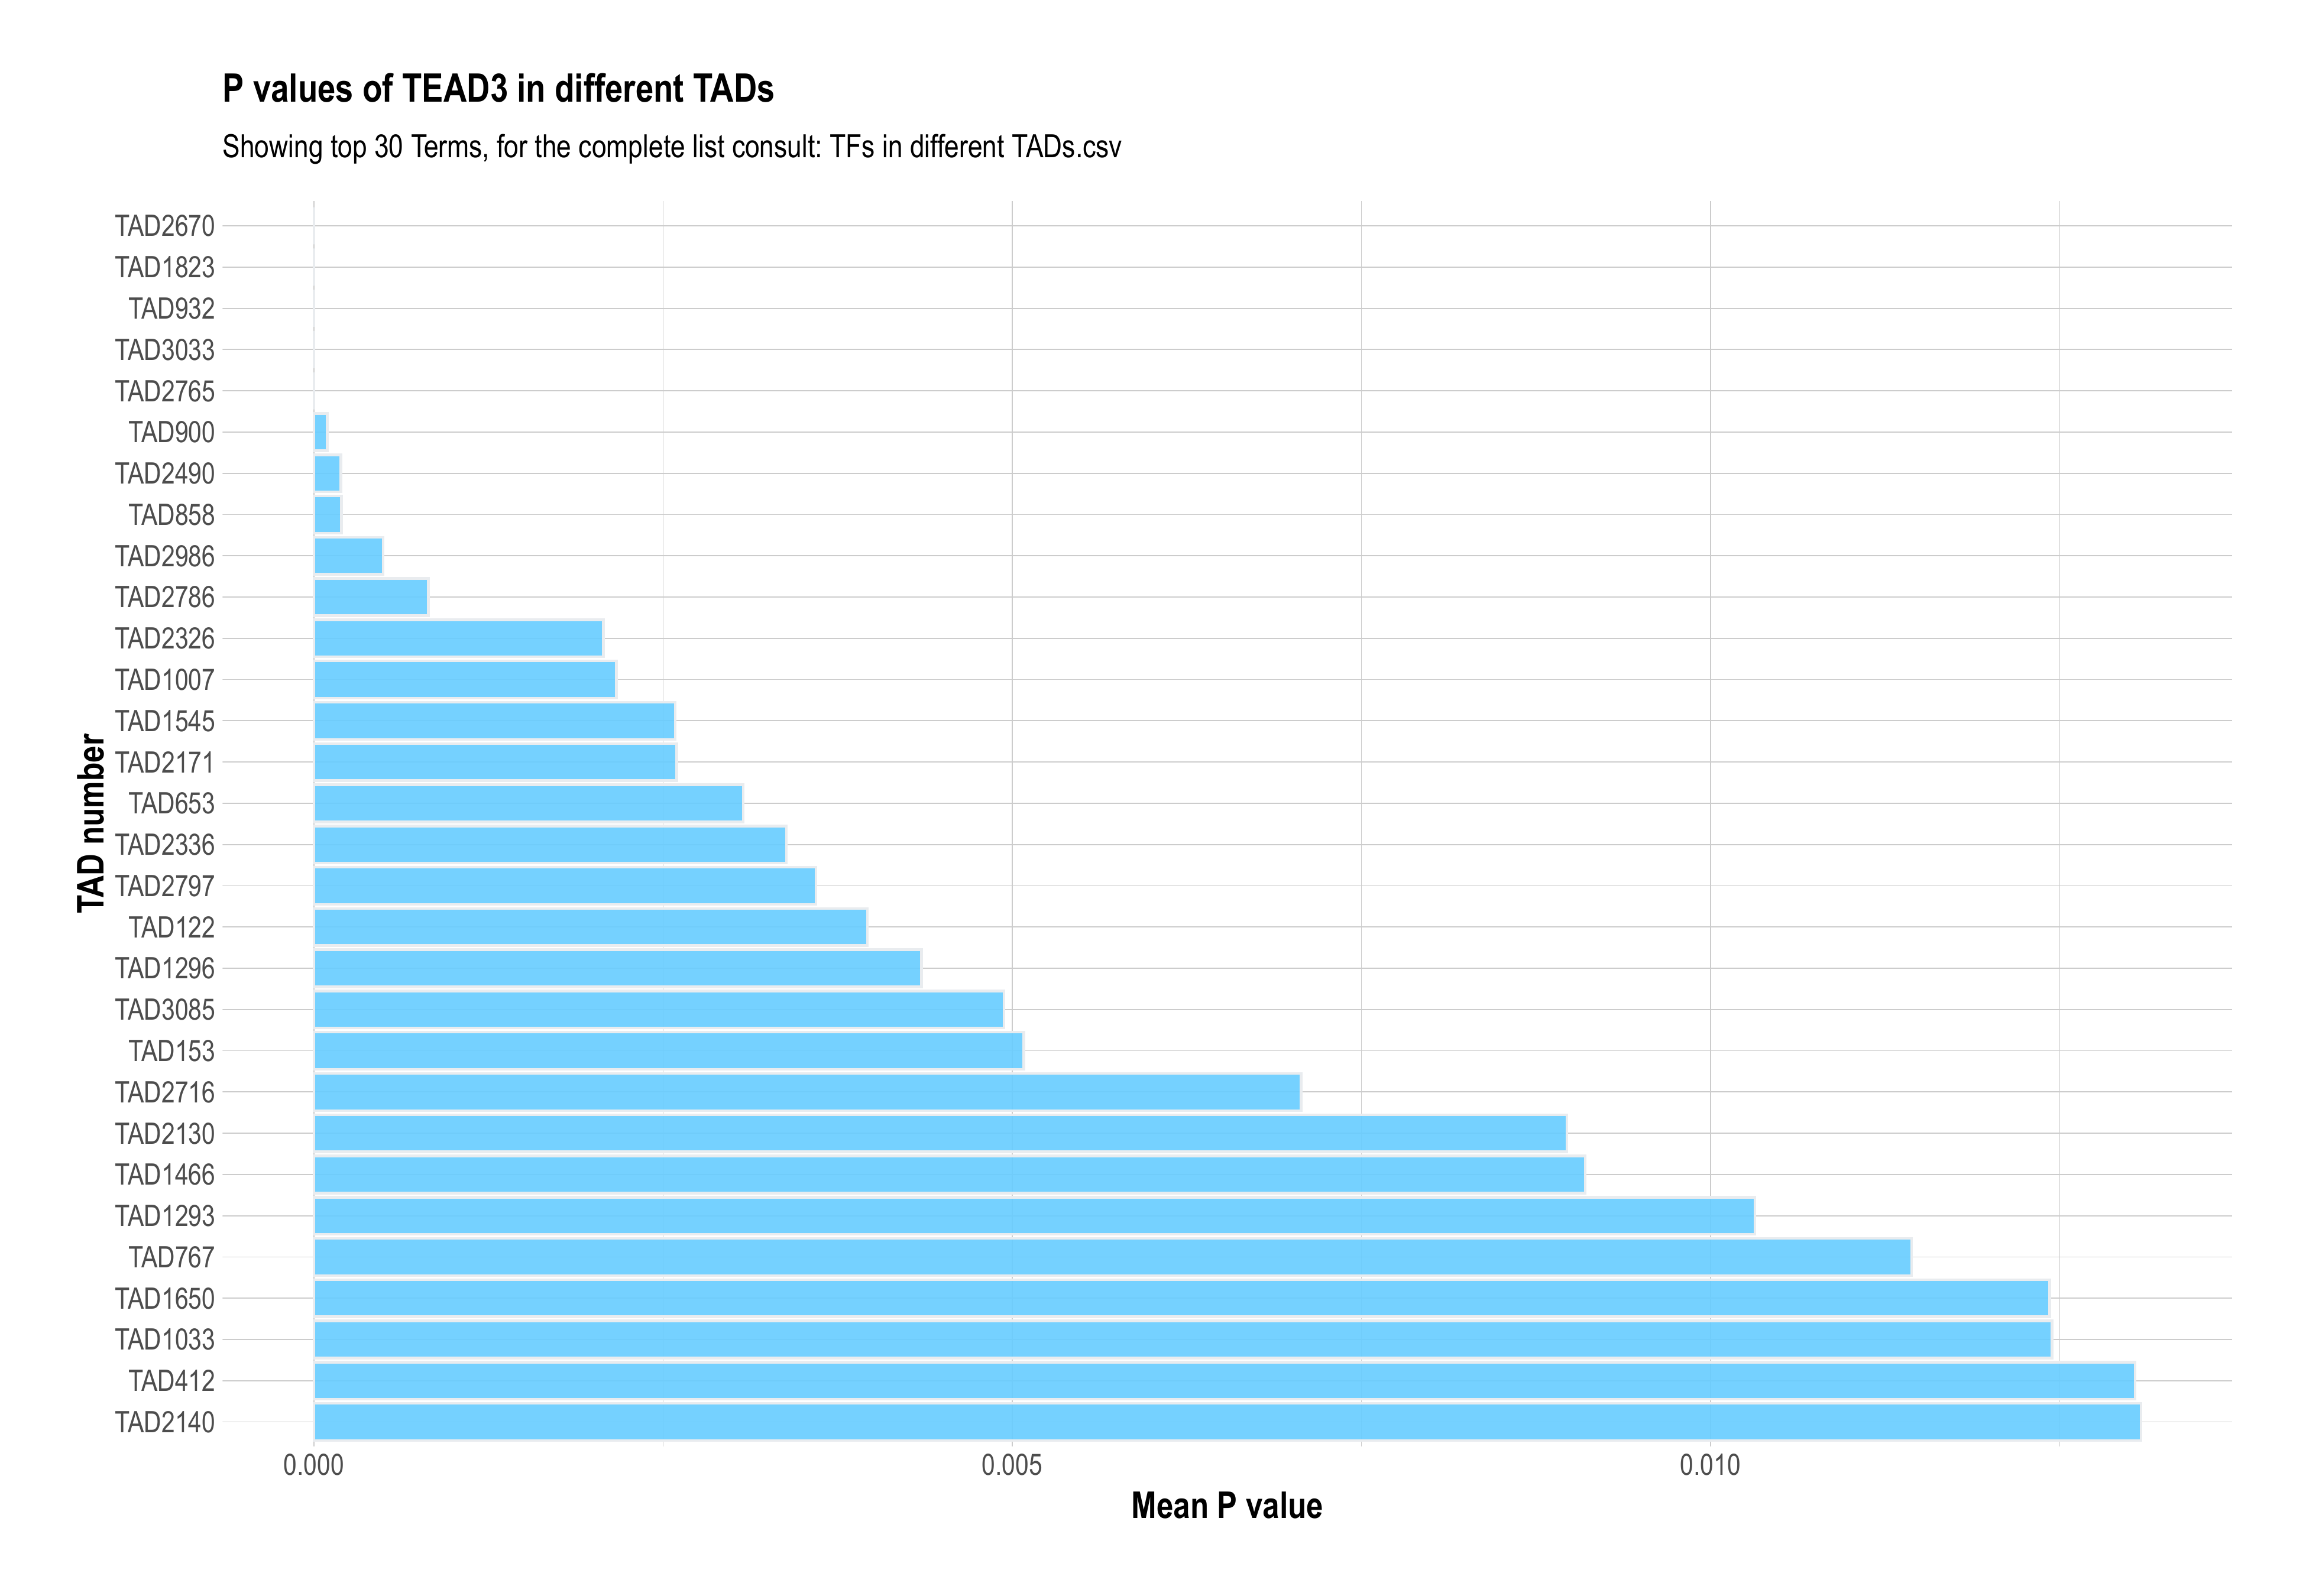 P values of TEAD3 in different TADs
Showing top 30 Terms, for the complete list consult: TFs in different TADs.csv
TAD number
TAD2670
TAD1823
TAD932
TAD3033
TAD2765
TAD900
TAD2490
TAD858
TAD2986
TAD2786
TAD2326
TAD1007
TAD1545
TAD2171
TAD653
TAD2336
TAD2797
TAD122
TAD1296
TAD3085
TAD153
TAD2716
TAD2130
TAD1466
TAD1293
TAD767
TAD1650
TAD1033
TAD412
TAD2140
0.000 0.005 0.010
Mean P value